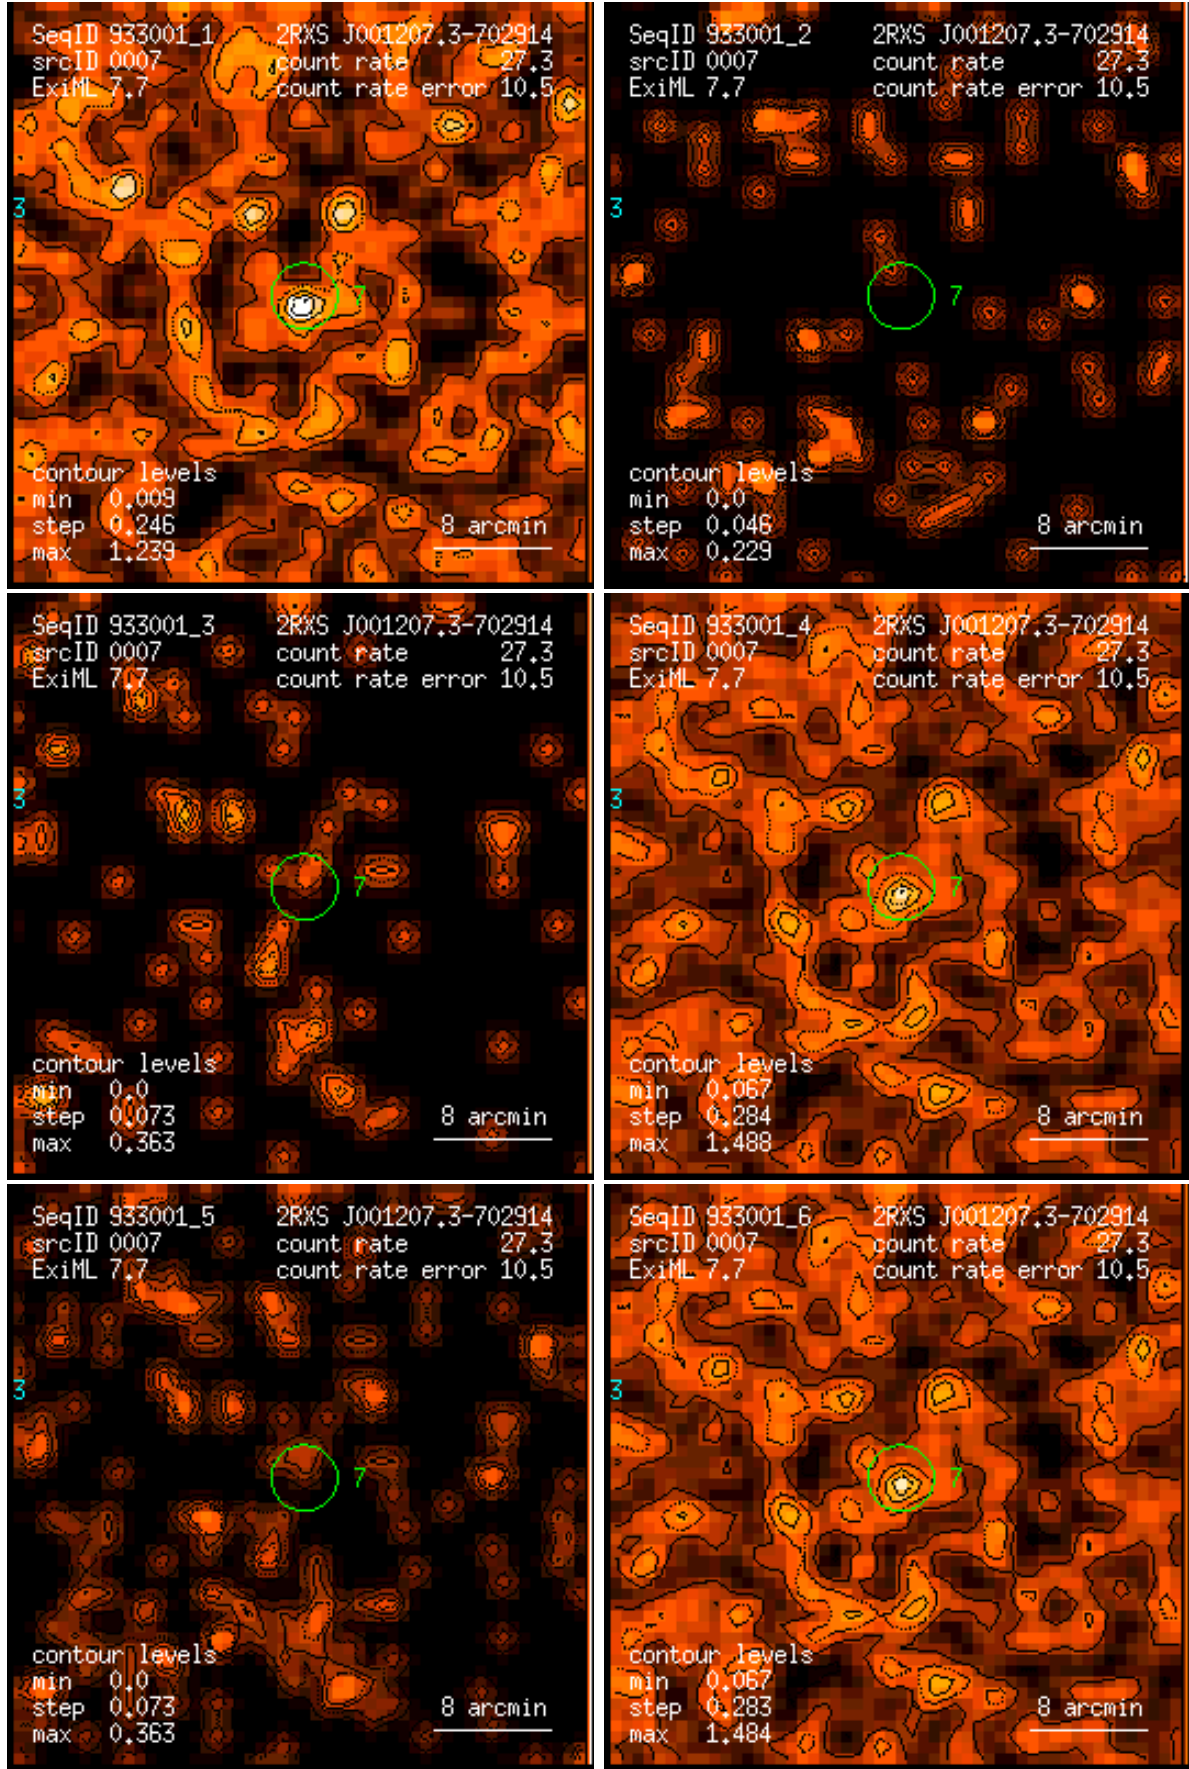 SeqID 933001_1 2RXS J001207.3-702914
srcID 0007 count rate 27.3
ExiML 7.7 count rate error 10.5
3
7
contour levels
min 0.009
step 0.246 8 arcmin
max 1.239
SeqID 933001_2 2RXS J001207.3-702914
srcID 0007 count rate 27.3
ExiML 7.7 count rate error 10.5
3
7
contour levels
min 0.0
step 0.046 8 arcmin
max 0.229
SeqID 933001_3 2RXS J001207.3-702914
srcID 0007 count rate 27.3
ExiML 7.7 count rate error 10.5
3
7
contour levels
min 0.0
step 0.073 8 arcmin
max 0.363
SeqID 933001_4 2RXS J001207.3-702914
srcID 0007 count rate 27.3
ExiML 7.7 count rate error 10.5
3
7
contour levels
min 0.067
step 0.284 8 arcmin
max 1.488
SeqID 933001_5 2RXS J001207.3-702914
srcID 0007 count rate 27.3
ExiML 7.7 count rate error 10.5
3
7
contour levels
min 0.0
step 0.073 8 arcmin
max 0.363
SeqID 933001_6 2RXS J001207.3-702914
srcID 0007 count rate 27.3
ExiML 7.7 count rate error 10.5
3
7
contour levels
min 0.067
step 0.283 8 arcmin
max 1.484